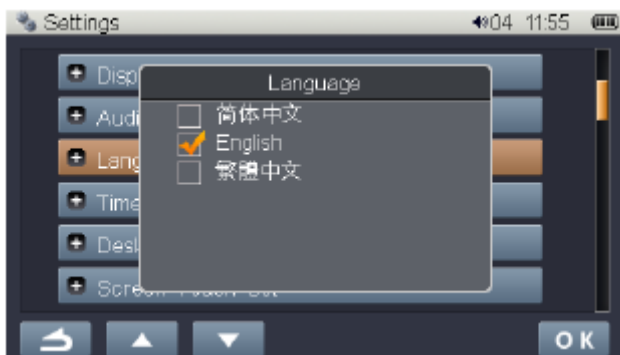 Settings
04 11:55
Disp
Language
Audi
简体中文
English
Lang
繁體中文
Time
Desk
OK